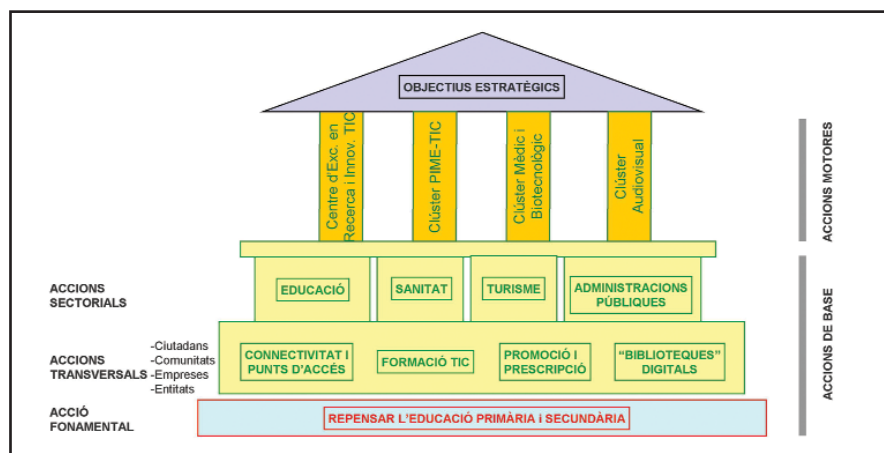 OBJECTIUS ESTRATÈGICS
Centre d'Exc. en
Recerca i Innov. TIC
Clúster PIME-TIC
Clúster Mèdic i
Biotecnològic
Clúster
Audiovisual
ACCIONS MOTORES
ACCIONS
SECTORIALS
EDUCACIÓ
SANITAT
TURISME
ADMINISTRACIONS
PÚBLIQUES
ACCIONS
TRANSVERSALS
-Ciutadans
-Comunitats
-Empreses
-Entitats
CONNECTIVITAT I
PUNTS D'ACCÉS
FORMACIÓ TIC
PROMOCIÓ I
PRESCRIPCIÓ
“BIBLIOTEQUES”
DIGITALS
ACCIONS DE BASE
ACCIÓ
FONAMENTAL
REPENSAR L'EDUCACIÓ PRIMÀRIA i SECUNDÀRIA